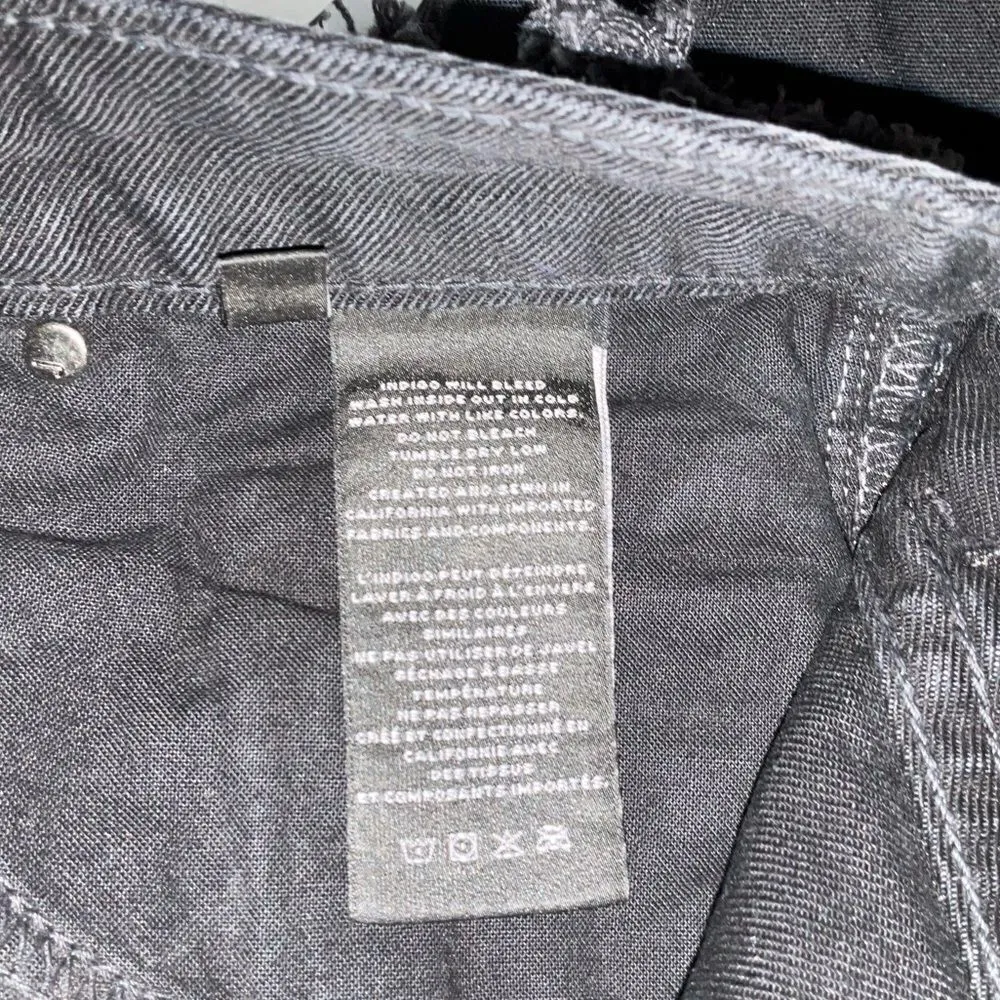 INDIGO WILL BLEED
WASH INSIDE OUT IN COLD
WATER WITH LIKE COLORS.
DO NOT BLEACH
TUMBLE DRY LOW
DO NOT IRON
CREATED AND SEWN IN
CALIFORNIA WITH IMPORTED
FABRICS AND COMPONENTS.
L'INDIGO PEUT DÉTEINDRE
LAVER À FROID À L'ENVERS
AVEC DES COULEURS
SIMILAIRES
NE PAS UTILISER DE JAVEL
SÉCHAGE À BASSE
TEMPÉRATURE
NE PAS REPASSER
CRÉÉ ET CONFECTIONNÉ EN
CALIFORNIE AVEC
DES TISSUS
ET COMPOSANTS IMPORTÉS.